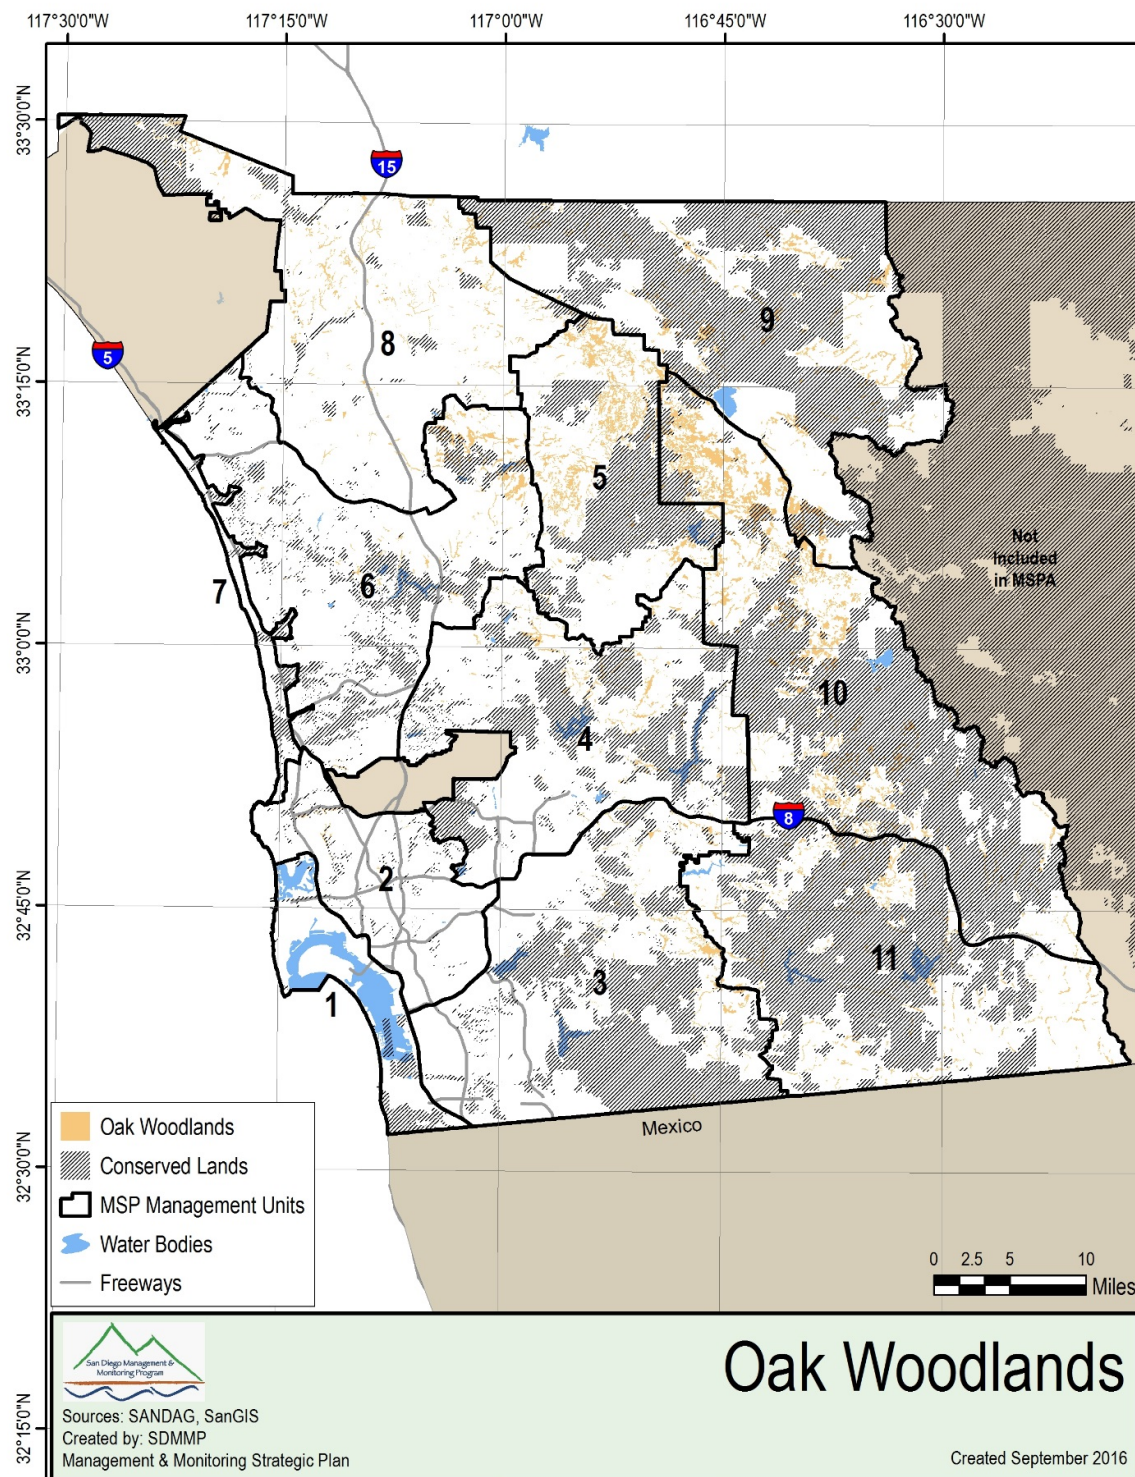 117°30'0"W
117°15'0"W
117°0'0"W
116°45'0"W
116°30'0"W
33°30'0"N
33°15'0"N
33°0'0"N
32°45'0"N
32°30'0"N
32°15'0"N
15
5
8
9
5
7
6
Not
Included
in MSPA
10
4
8
2
3
11
1
Mexico
Oak Woodlands
Conserved Lands
MSP Management Units
Water Bodies
Freeways
0 2.5 5 10
Miles
San Diego Management &
Monitoring Program
Oak Woodlands
Sources: SANDAG, SanGIS
Created by: SDMMP
Management & Monitoring Strategic Plan
Created September 2016